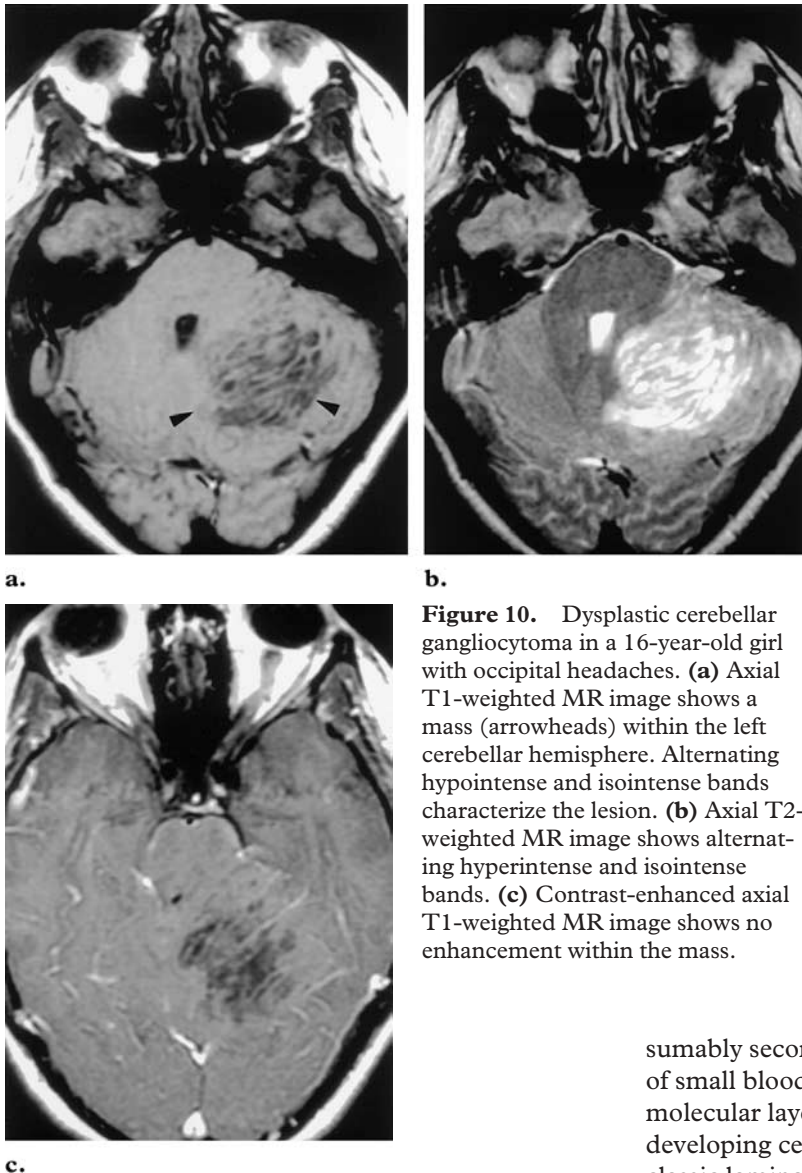 a.
b.
Figure 10. Dysplastic cerebellar
gangliocytoma in a 16-year-old girl
with occipital headaches. (a) Axial
T1-weighted MR image shows a
mass (arrowheads) within the left
cerebellar hemisphere. Alternating
hypointense and isointense bands
characterize the lesion. (b) Axial T2-
weighted MR image shows alternat-
ing hyperintense and isointense
bands. (c) Contrast-enhanced axial
T1-weighted MR image shows no
enhancement within the mass.
c.
sumably secon
of small blood
molecular laye
developing ce